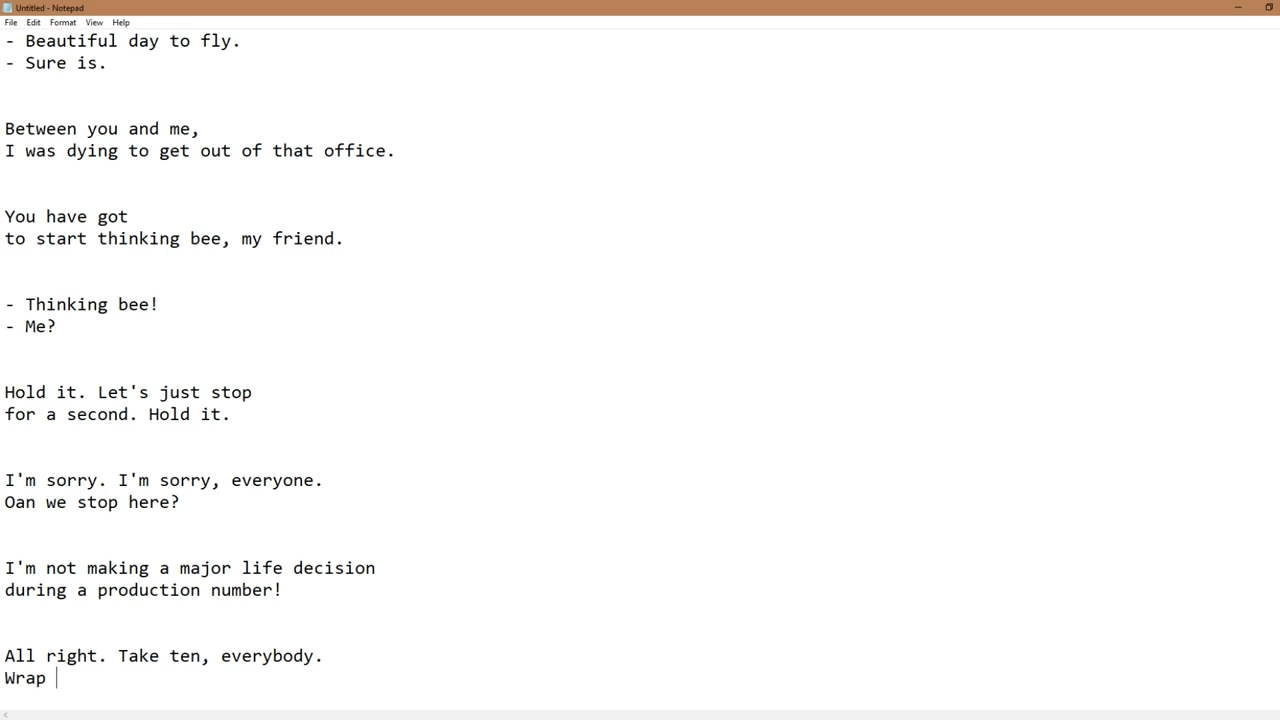 Untitled - Notepad
File Edit Format View Help
- Beautiful day to fly.
- Sure is.
Between you and me,
I was dying to get out of that office.
You have got
to start thinking bee, my friend.
- Thinking bee!
- Me?
Hold it. Let's just stop
for a second. Hold it.
I'm sorry. I'm sorry, everyone.
Oan we stop here?
I'm not making a major life decision
during a production number!
All right. Take ten, everybody.
Wrap